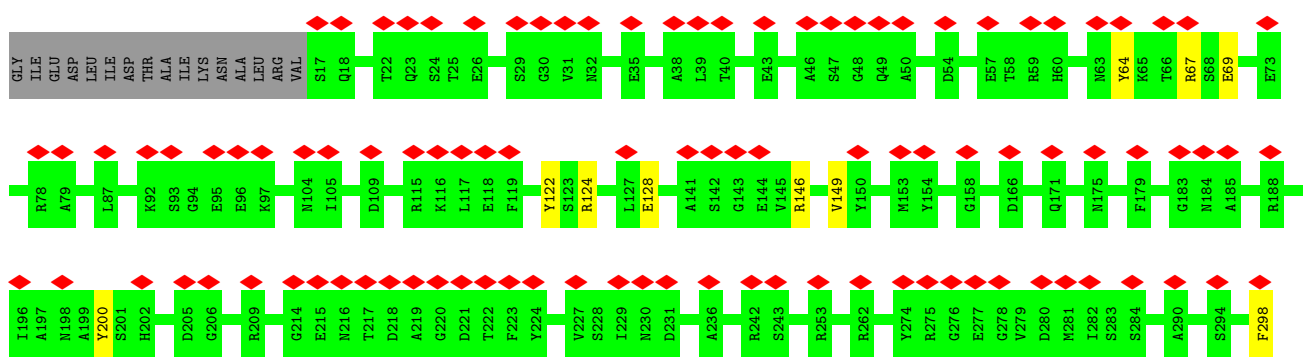 GLY ILE GLU ASP LEU ILE ASP THR ALA ILE LYS ASN ALA LEU ARG VAL S17 Q18 T22 Q23 S24 T25 E26 S29 G30 V31 N32 E35 A38 L39 T40 E43 A46 S47 G48 Q49 A50 D54 E57 T58 R59 H60 N63 Y64 K65 T66 R67 S68 E69 E73
R78 A79 L87 K92 S93 G94 E95 E96 K97 N104 I105 D109 R115 K116 L117 E118 F119 Y122 S123 R124 L127 E128 A141 S142 G143 E144 V145 R146 V149 Y150 M153 Y154 G158 D166 Q171 N175 F179 G183 N184 A185 R188
I196 A197 N198 A199 Y200 S201 H202 D205 G206 R209 G214 E215 N216 T217 D218 A219 G220 D221 T222 F223 Y224 V227 S228 I229 N230 D231 A236 R242 S243 R253 R262 Y274 R275 G276 E277 G278 V279 D280 M281 I282 S283 S284 A290 S294 F298